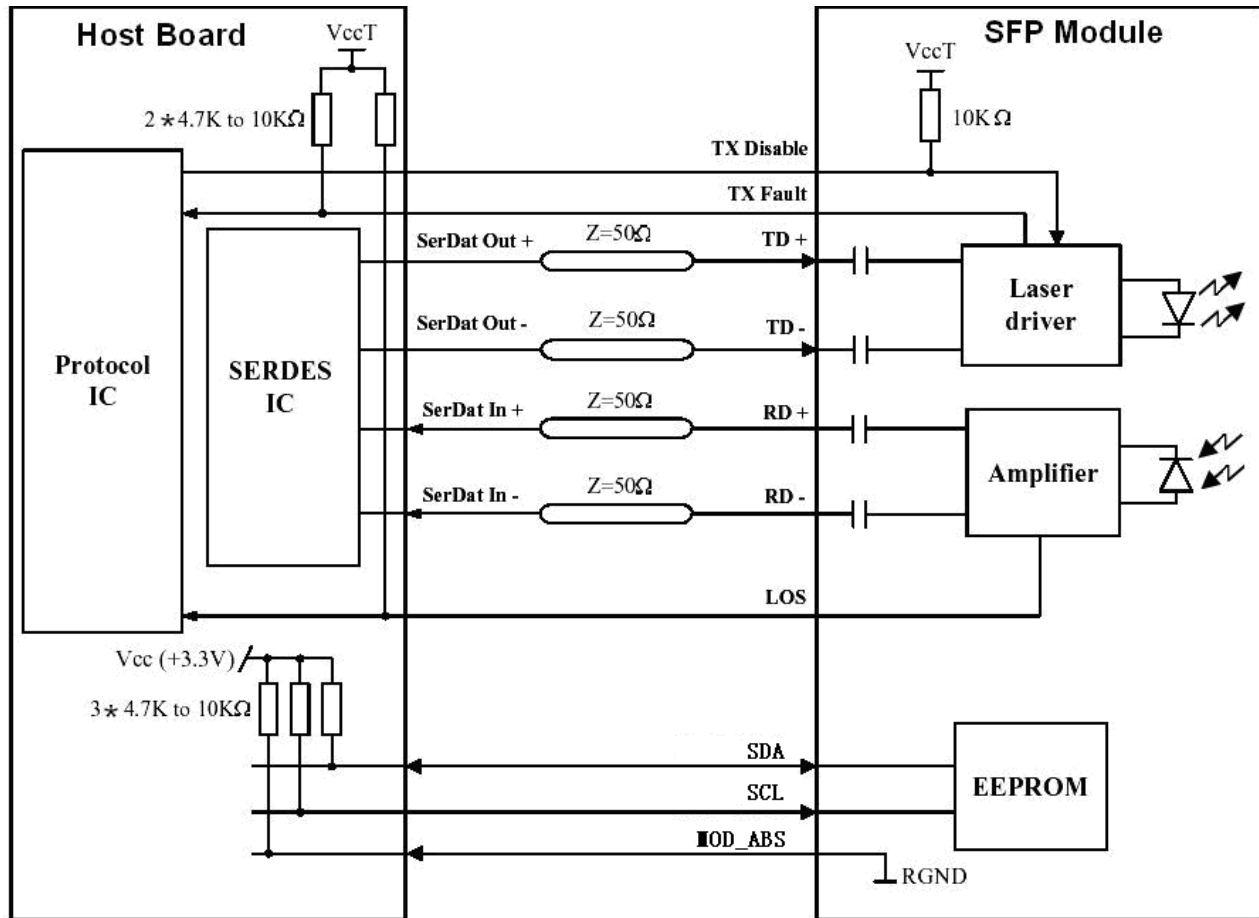 Host Board
SFP Module
VccT
VccT
2*4.7K to 10KΩ
10KΩ
TX Disable
TX Fault
SerDat Out +
Z=50Ω
TD +
Laser
driver
SerDat Out -
Z=50Ω
TD -
Protocol
IC
SERDES
IC
SerDat In +
Z=50Ω
RD +
Amplifier
SerDat In -
Z=50Ω
RD -
LOS
Vcc (+3.3V)
3*4.7K to 10KΩ
SDA
SCL
EEPROM
MOD_ABS
RGND